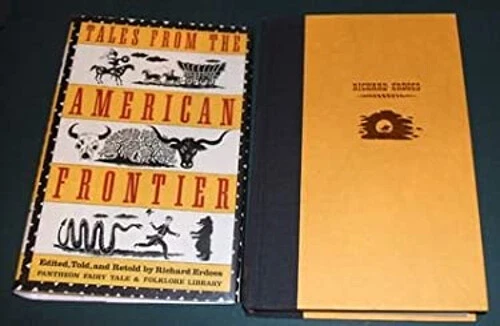 TALES FROM THE
AMERICAN
FRONTIER
Edited, Told, and Retold by Richard Erdoes
PANTHEON FAIRY TALE & FOLKLORE LIBRARY
RICHARD ERDOES